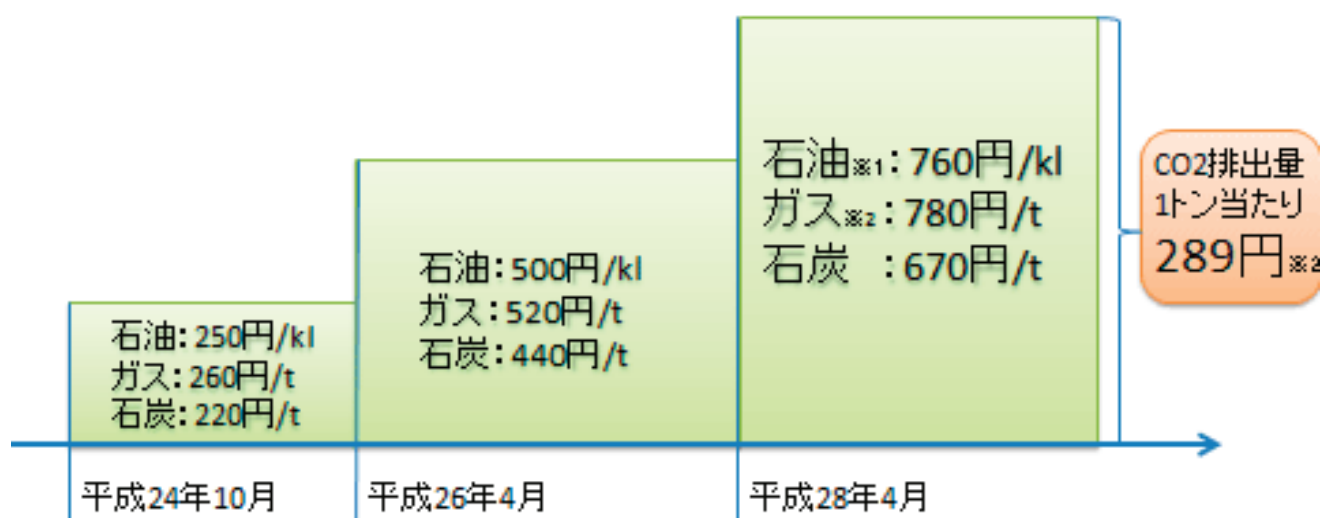 石油:250円/kl
ガス:260円/t
石炭:220円/t
平成24年10月
石油:500円/kl
ガス:520円/t
石炭:440円/t
平成26年4月
石油※1:760円/kl
ガス※2:780円/t
石炭 :670円/t
平成28年4月
CO2排出量
1トン当たり
289円※2